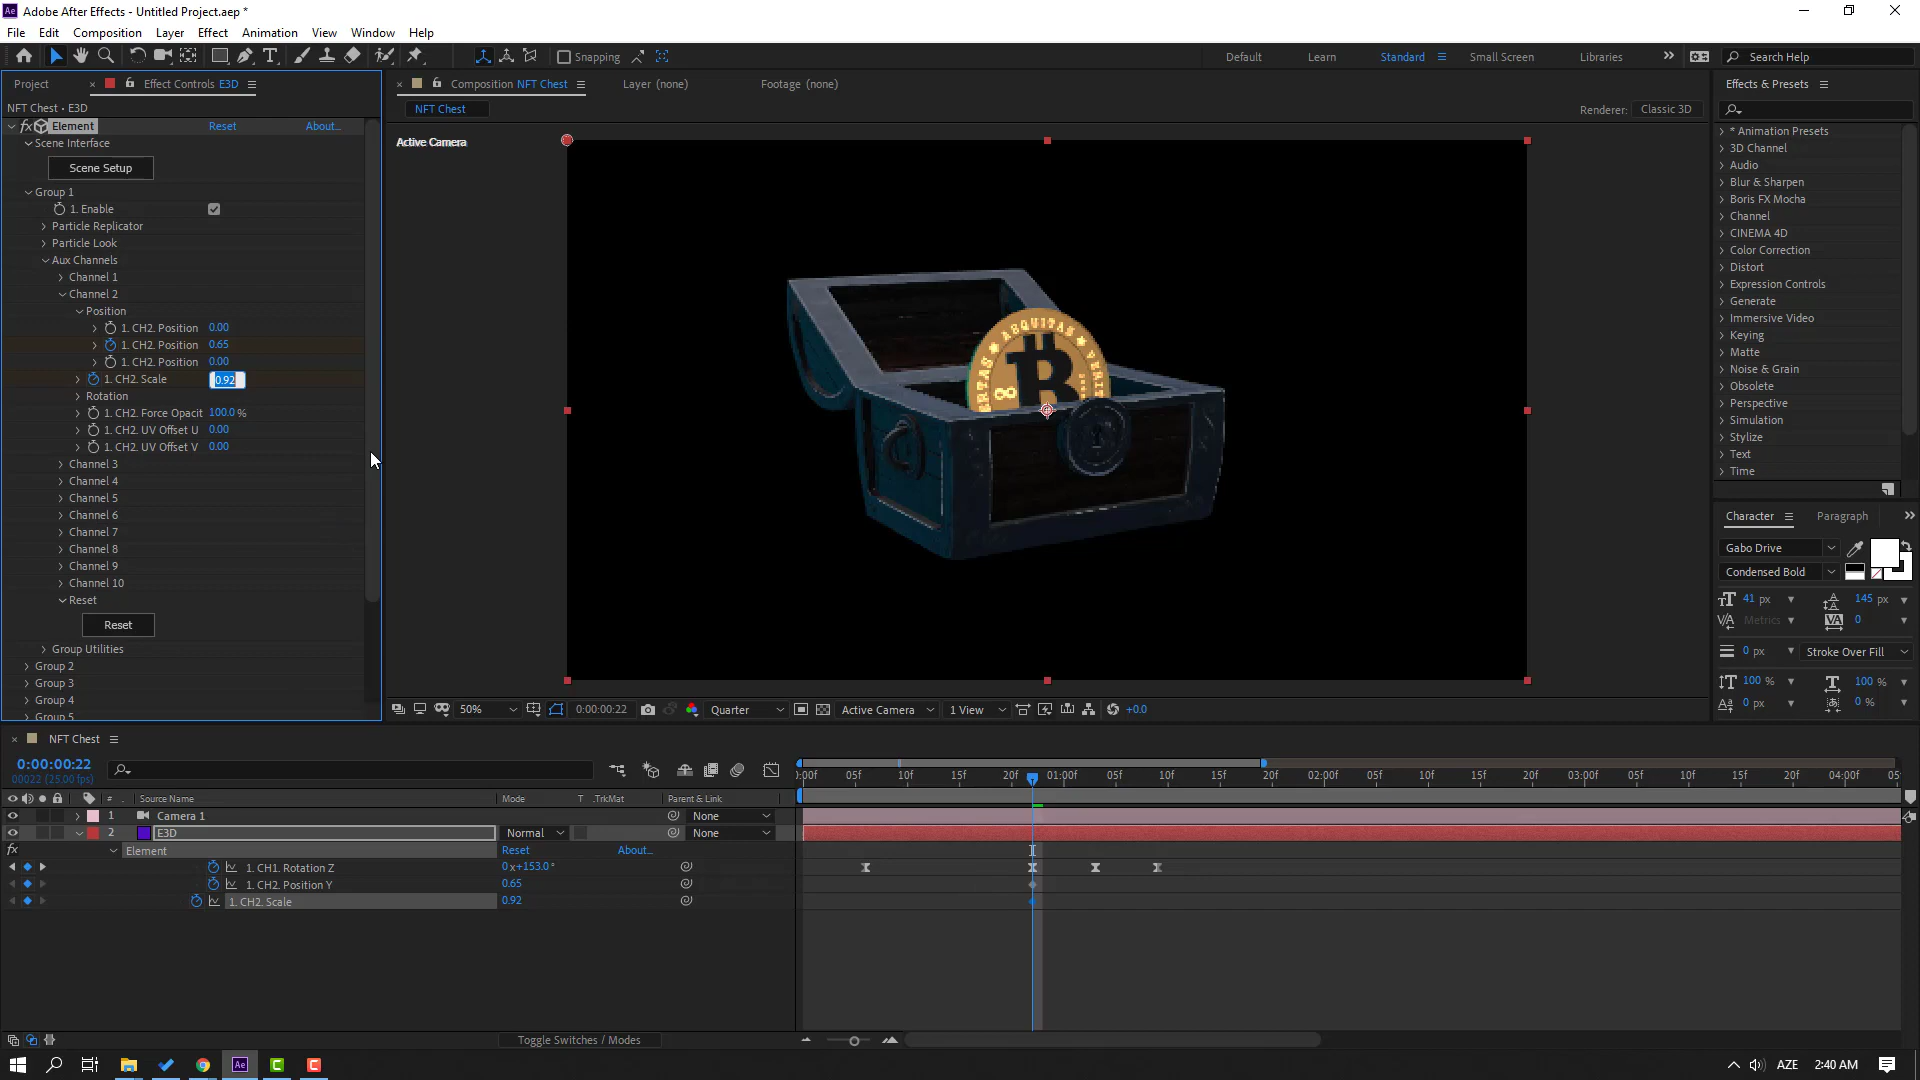 Adobe After Effects - Untitled Project.aep *
File Edit Composition Layer Effect Animation View Window Help
Snapping
Default Learn Standard Small Screen Libraries
Search Help
Project
Effect Controls E3D
Composition NFT Chest
Layer (none)
Footage (none)
Effects & Presets
NFT Chest • E3D
NFT Chest
Renderer: Classic 3D
Element Reset About...
Scene Interface
Scene Setup
Group 1
1. Enable
Particle Replicator
Particle Look
Aux Channels
Channel 1
Channel 2
Position
1. CH2. Position 0.00
1. CH2. Position 0.65
1. CH2. Position 0.00
1. CH2. Scale 0.92
Rotation
1. CH2. Force Opacit 100.0 %
1. CH2. UV Offset U 0.00
1. CH2. UV Offset V 0.00
Channel 3
Channel 4
Channel 5
Channel 6
Channel 7
Channel 8
Channel 9
Channel 10
Reset
Reset
Group Utilities
Group 2
Group 3
Group 4
Group 5
Active Camera
ASQUITAS
B
50% 0:00:00:22 Quarter Active Camera 1 View +0.0
* Animation Presets
3D Channel
Audio
Blur & Sharpen
Boris FX Mocha
Channel
CINEMA 4D
Color Correction
Distort
Expression Controls
Generate
Immersive Video
Keying
Matte
Noise & Grain
Obsolete
Perspective
Simulation
Stylize
Text
Time
Character Paragraph
Gabo Drive
Condensed Bold
41 px 145 px
Metrics 0
0 px Stroke Over Fill
100 % 100 %
0 px 0 %
NFT Chest
0:00:00:22
00022 (25.00 fps)
# Source Name Mode T .TrkMat Parent & Link
1 Camera 1 None
2 E3D Normal None
fx Element Reset About...
1. CH1. Rotation Z 0x+153.0°
1. CH2. Position Y 0.65
1. CH2. Scale 0.92
):00f 05f 10f 15f 20f 01:00f 05f 10f 15f 20f 02:00f 05f 10f 15f 20f 03:00f 05f 10f 15f 20f 04:00f 05
Toggle Switches / Modes
AZE 2:40 AM